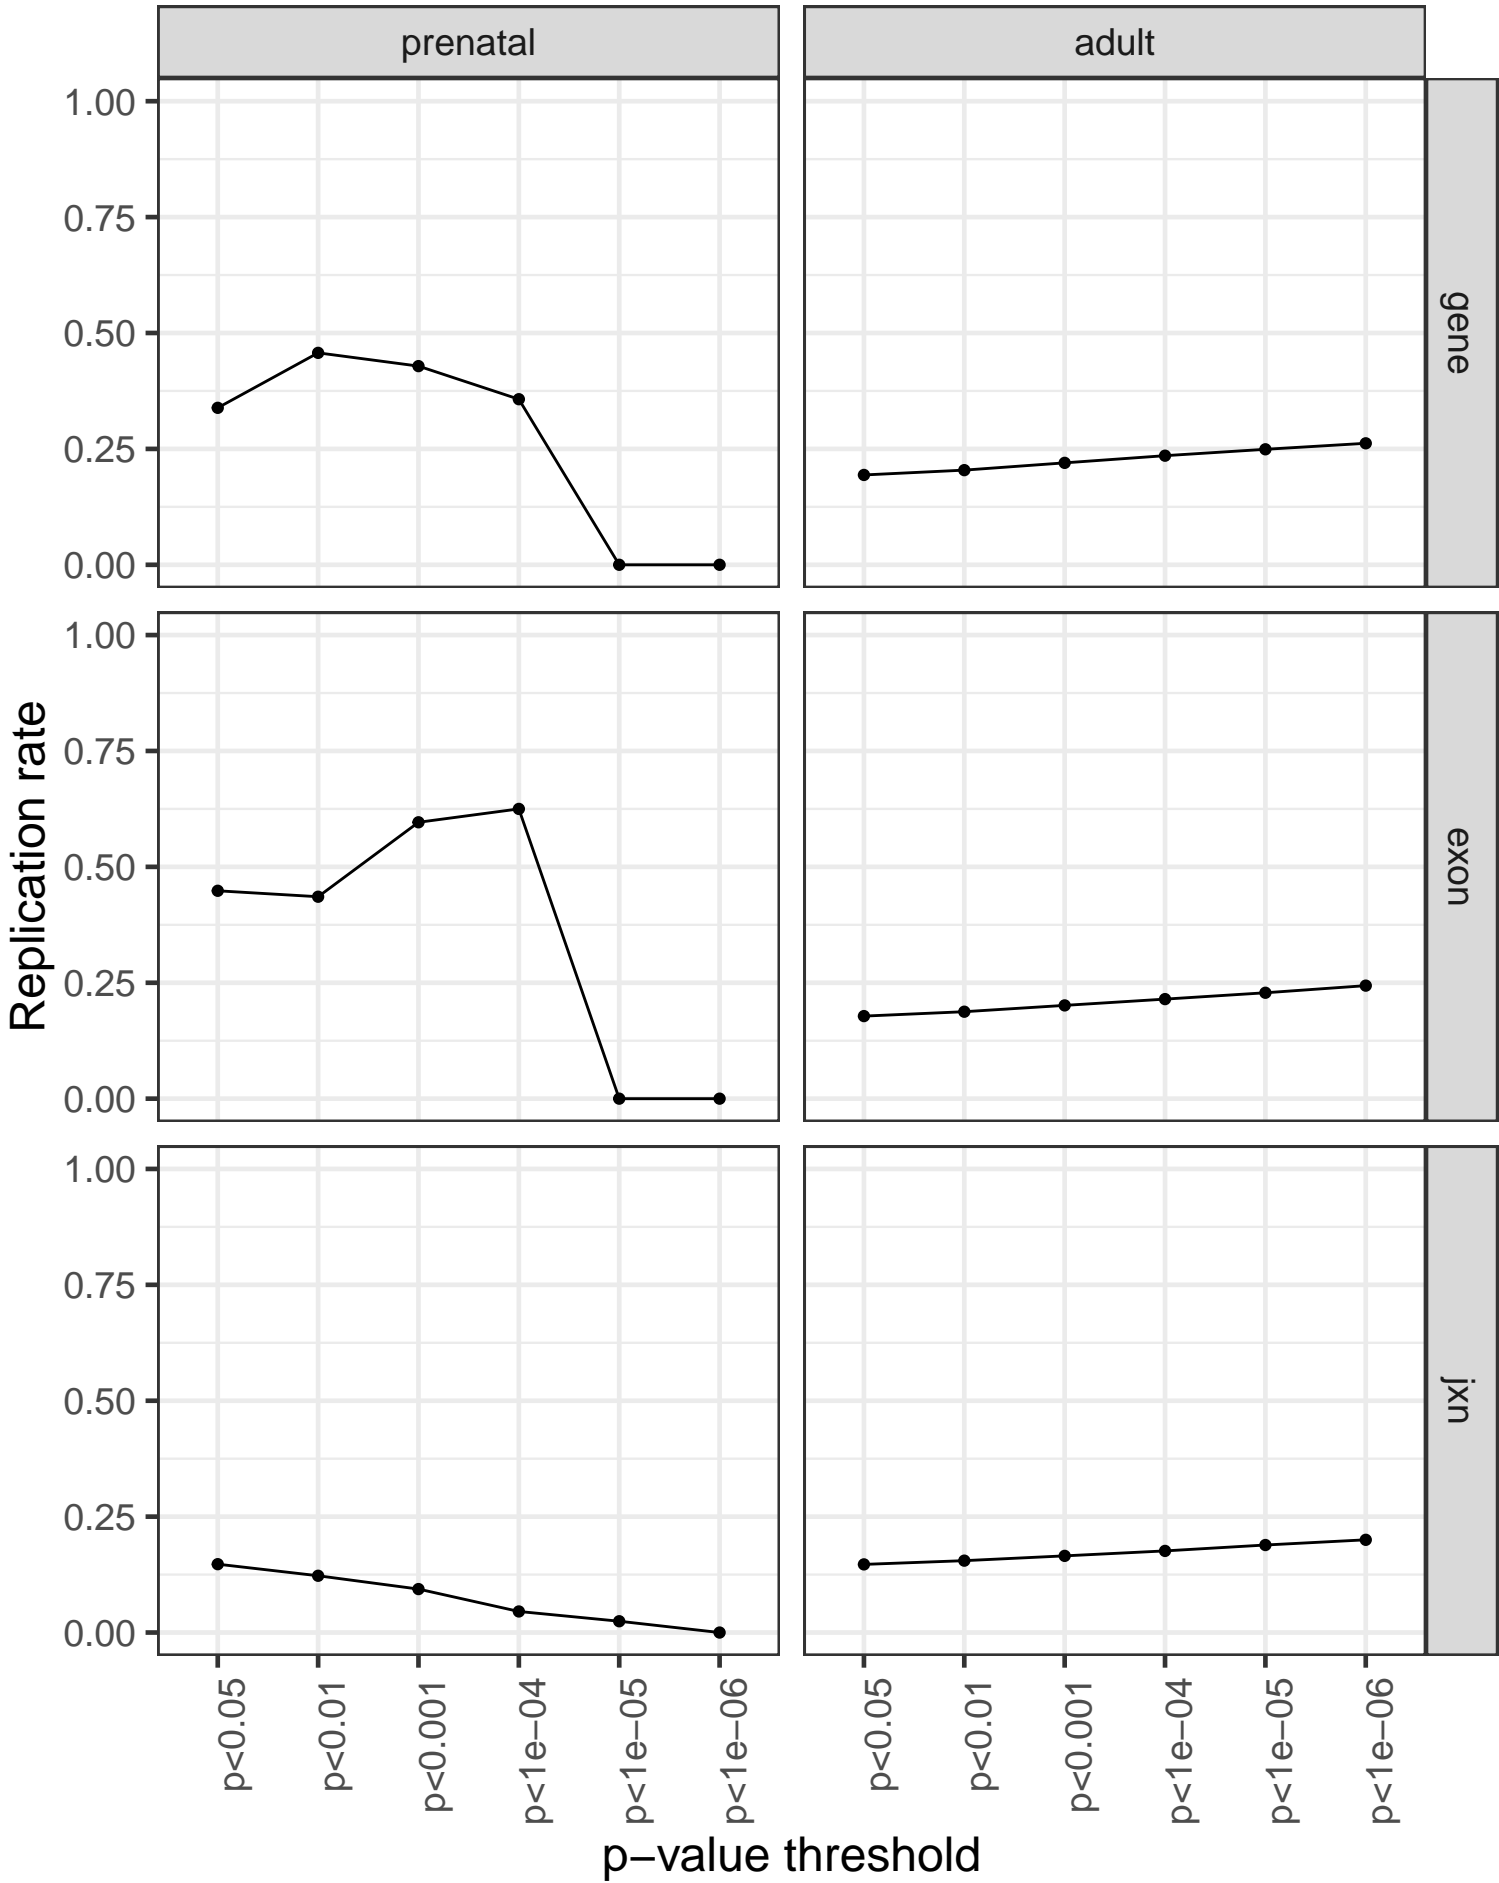 prenatal
adult
1.00
0.75
0.50
0.25
0.00
gene
1.00
0.75
0.50
0.25
0.00
exon
1.00
0.75
0.50
0.25
0.00
jxn
Replication rate
p<0.05
p<0.01
p<0.001
p<1e−04
p<1e−05
p<1e−06
p<0.05
p<0.01
p<0.001
p<1e−04
p<1e−05
p<1e−06
p−value threshold